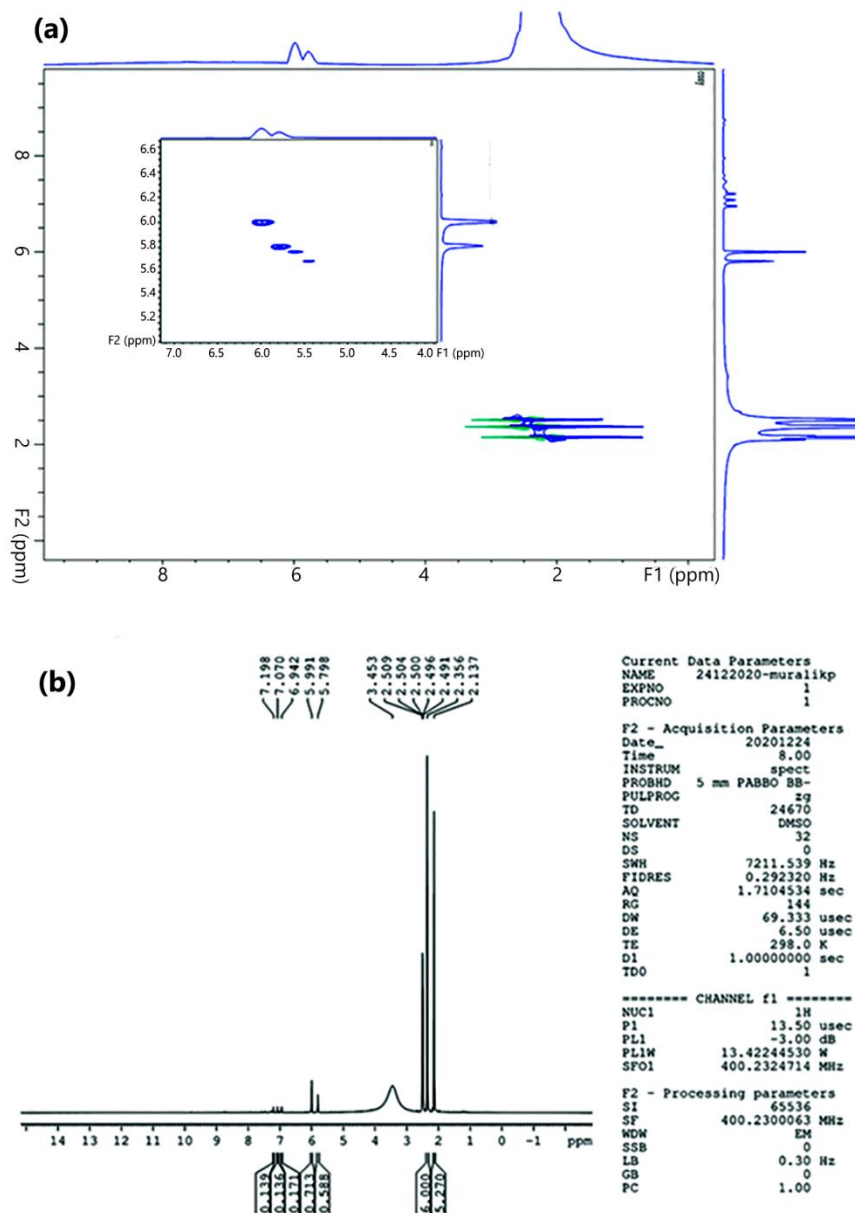 (a)
8
6
4
2
F2 (ppm)
6.6
6.4
6.2
6.0
5.8
5.6
5.4
5.2
F2 (ppm)
7.0 6.5 6.0 5.5 5.0 4.5 4.0 F1 (ppm)
8 6 4 2 F1 (ppm)
(b)
7.198
7.070
6.942
5.991
5.798
3.453
2.509
2.504
2.500
2.496
2.491
2.356
2.137
14 13 12 11 10 9 8 7 6 5 4 3 2 1 0 -1 ppm
0.139
0.136
0.171
0.713
0.588
6.000
5.270
Current Data Parameters
NAME 24122020-muralikp
EXPNO 1
PROCNO 1
F2 - Acquisition Parameters
Date_ 20201224
Time 8.00
INSTRUM spect
PROBHD 5 mm PABBO BB-
PULPROG zg
TD 24670
SOLVENT DMSO
NS 32
DS 0
SWH 7211.539 Hz
FIDRES 0.292320 Hz
AQ 1.7104534 sec
RG 144
DW 69.333 usec
DE 6.50 usec
TE 298.0 K
D1 1.00000000 sec
TD0 1
======== CHANNEL f1 ========
NUC1 1H
P1 13.50 usec
PL1 -3.00 dB
PL1W 13.42244530 W
SFO1 400.2324714 MHz
F2 - Processing parameters
SI 65536
SF 400.2300063 MHz
WDW EM
SSB 0
LB 0.30 Hz
GB 0
PC 1.00